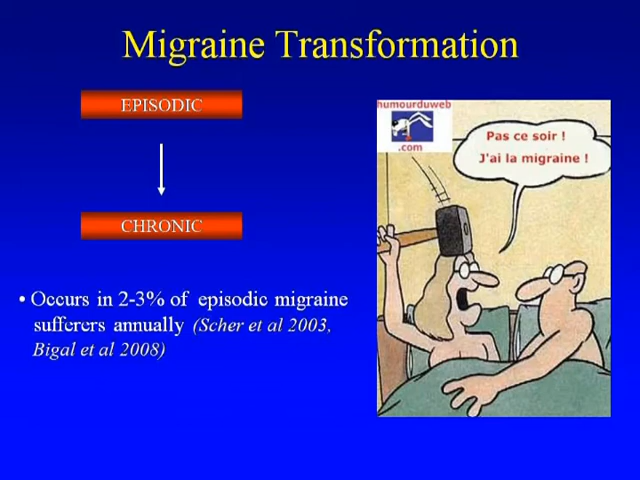 Migraine Transformation
EPISODIC
CHRONIC
• Occurs in 2-3% of episodic migraine
sufferers annually (Scher et al 2003,
Bigal et al 2008)
humourduweb
.com
Pas ce soir !
J'ai la migraine !